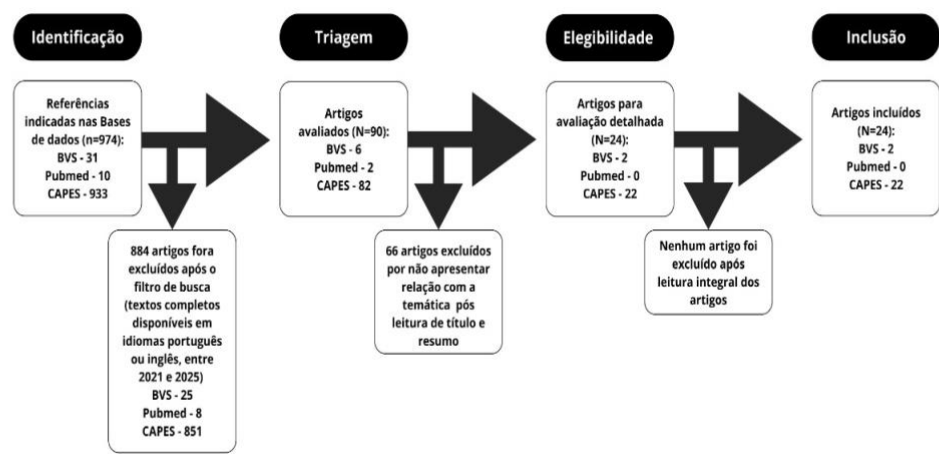 Identificação
Triagem
Elegibilidade
Inclusão
Referências
indicadas nas Bases
de dados (n=974):
BVS - 31
Pubmed - 10
CAPES - 933
Artigos
avaliados (N=90):
BVS - 6
Pubmed - 2
CAPES - 82
Artigos para
avaliação detalhada
(N=24):
BVS - 2
Pubmed - 0
CAPES - 22
Artigos incluídos
(N=24):
BVS - 2
Pubmed - 0
CAPES - 22
884 artigos fora
excluídos após o
filtro de busca
(textos completos
disponíveis em
idiomas português
ou inglês, entre
2021 e 2025)
BVS - 25
Pubmed - 8
CAPES - 851
66 artigos excluídos
por não apresentar
relação com a
temática pós
leitura de título e
resumo
Nenhum artigo foi
excluído após
leitura integral dos
artigos